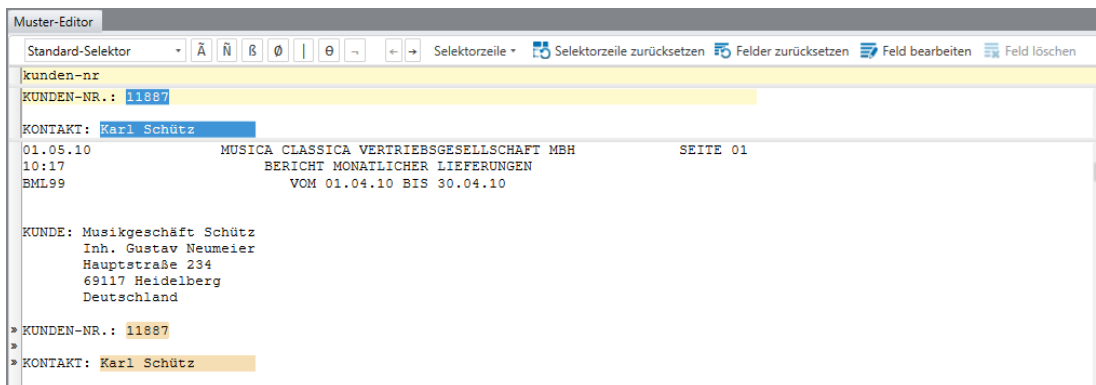 Muster-Editor
Standard-Selektor Ã Ñ ß Ø | θ ¬ ← → Selektorzeile Selektorzeile zurücksetzen Felder zurücksetzen Feld bearbeiten Feld löschen
kunden-nr
KUNDEN-NR.: 11887
KONTAKT: Karl Schütz
01.05.10 MUSICA CLASSICA VERTRIEBSGESELLSCHAFT MBH SEITE 01
10:17 BERICHT MONATLICHER LIEFERUNGEN
BML99 VOM 01.04.10 BIS 30.04.10
KUNDE: Musikgeschäft Schütz
Inh. Gustav Neumeier
Hauptstraße 234
69117 Heidelberg
Deutschland
» KUNDEN-NR.: 11887
»
» KONTAKT: Karl Schütz